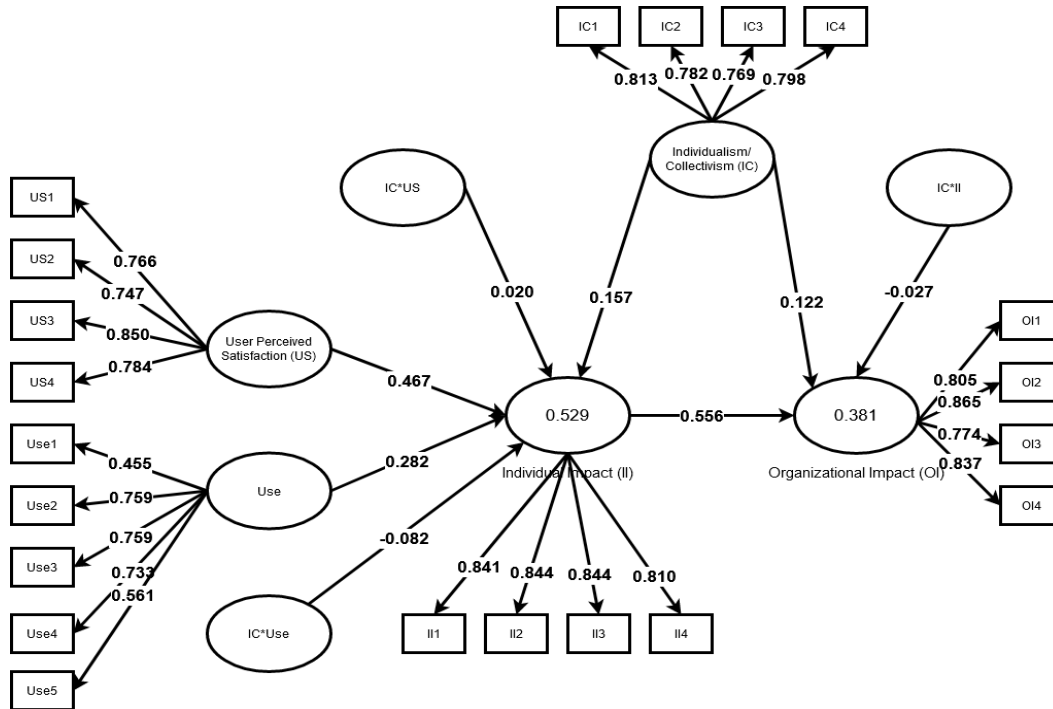 IC1
IC2
IC3
IC4
0.813
0.782
0.769
0.798
Individualism/
Collectivism (IC)
IC*US
IC*II
US1
US2
US3
US4
0.766
0.747
0.850
0.784
User Perceived
Satisfaction (US)
0.020
0.157
0.122
-0.027
0.467
Use1
Use2
Use3
Use4
Use5
0.455
0.759
0.759
0.733
0.561
Use
0.282
-0.082
IC*Use
0.529
Individual Impact (II)
0.556
0.381
Organizational Impact (OI)
OI1
OI2
OI3
OI4
0.805
0.865
0.774
0.837
0.841
0.844
0.844
0.810
II1
II2
II3
II4